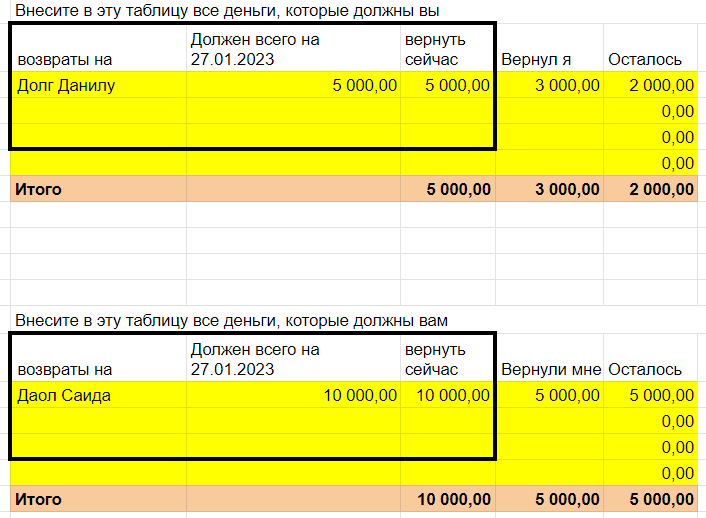 Внесите в эту таблицу все деньги, которые должны вы
возвраты на Должен всего на 27.01.2023 вернуть сейчас Вернул я Осталось
Долг Данилу 5 000,00 5 000,00 3 000,00 2 000,00
0,00
0,00
0,00
Итого 5 000,00 3 000,00 2 000,00
Внесите в эту таблицу все деньги, которые должны вам
возвраты на Должен всего на 27.01.2023 вернуть сейчас Вернули мне Осталось
Даол Саида 10 000,00 10 000,00 5 000,00 5 000,00
0,00
0,00
0,00
Итого 10 000,00 5 000,00 5 000,00